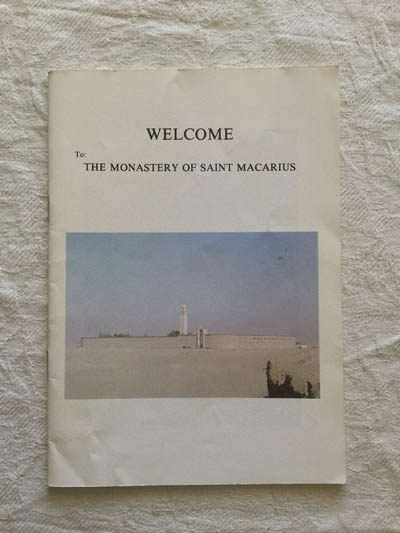 WELCOME
To:
THE MONASTERY OF SAINT MACARIUS